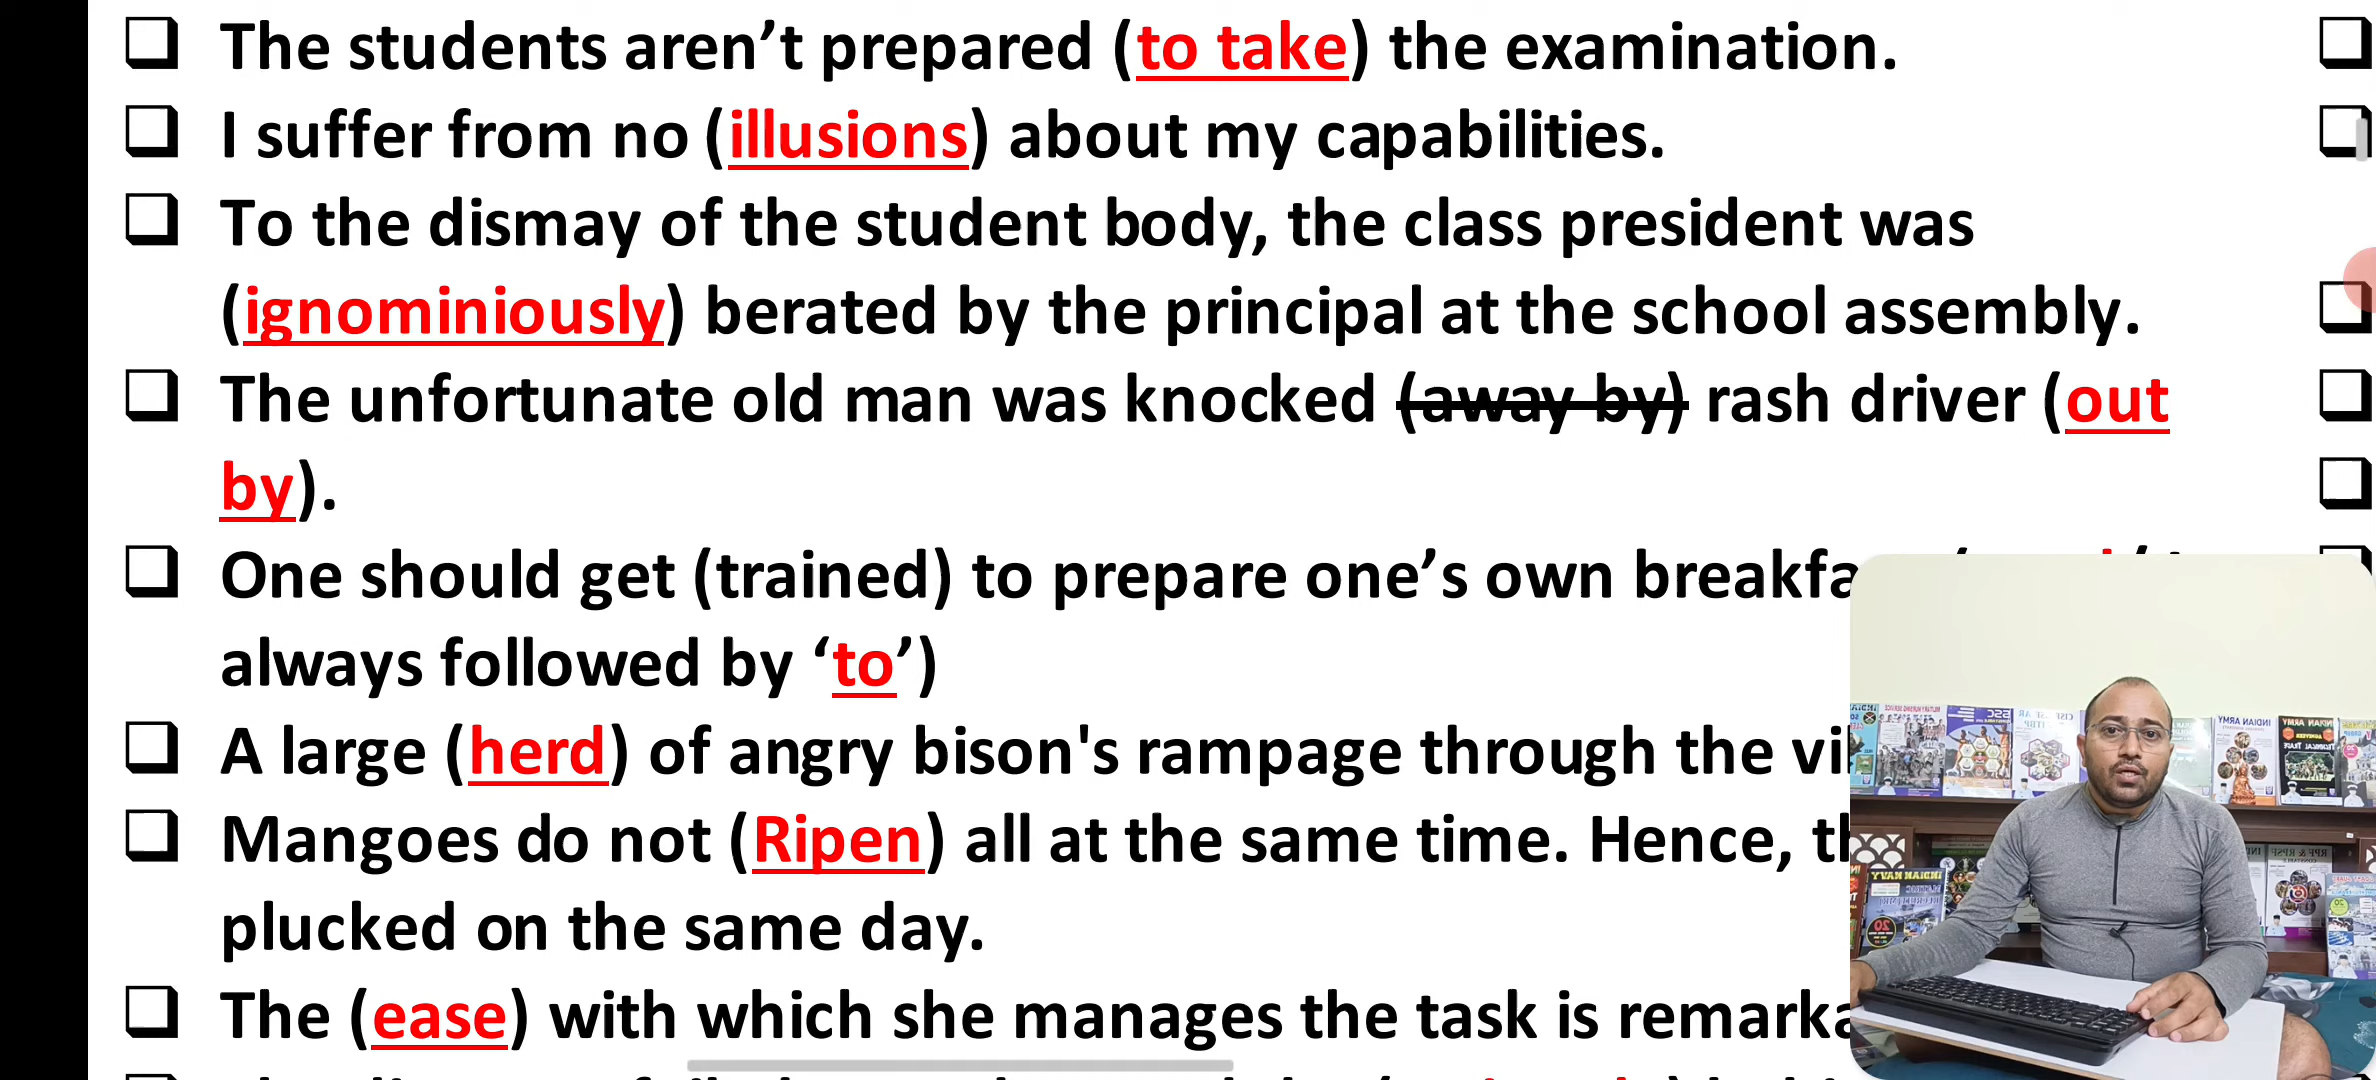 ❑ The students aren’t prepared (to take) the examination.
❑ I suffer from no (illusions) about my capabilities.
❑ To the dismay of the student body, the class president was
(ignominiously) berated by the principal at the school assembly.
❑ The unfortunate old man was knocked (away by) rash driver (out
by).
❑ One should get (trained) to prepare one’s own
always followed by ‘to’)
❑ A large (herd) of angry bison's rampage through the
❑ Mangoes do not (Ripen) all at the same time. Hence,
plucked on the same day.
❑ The (ease) with which she manages the task is